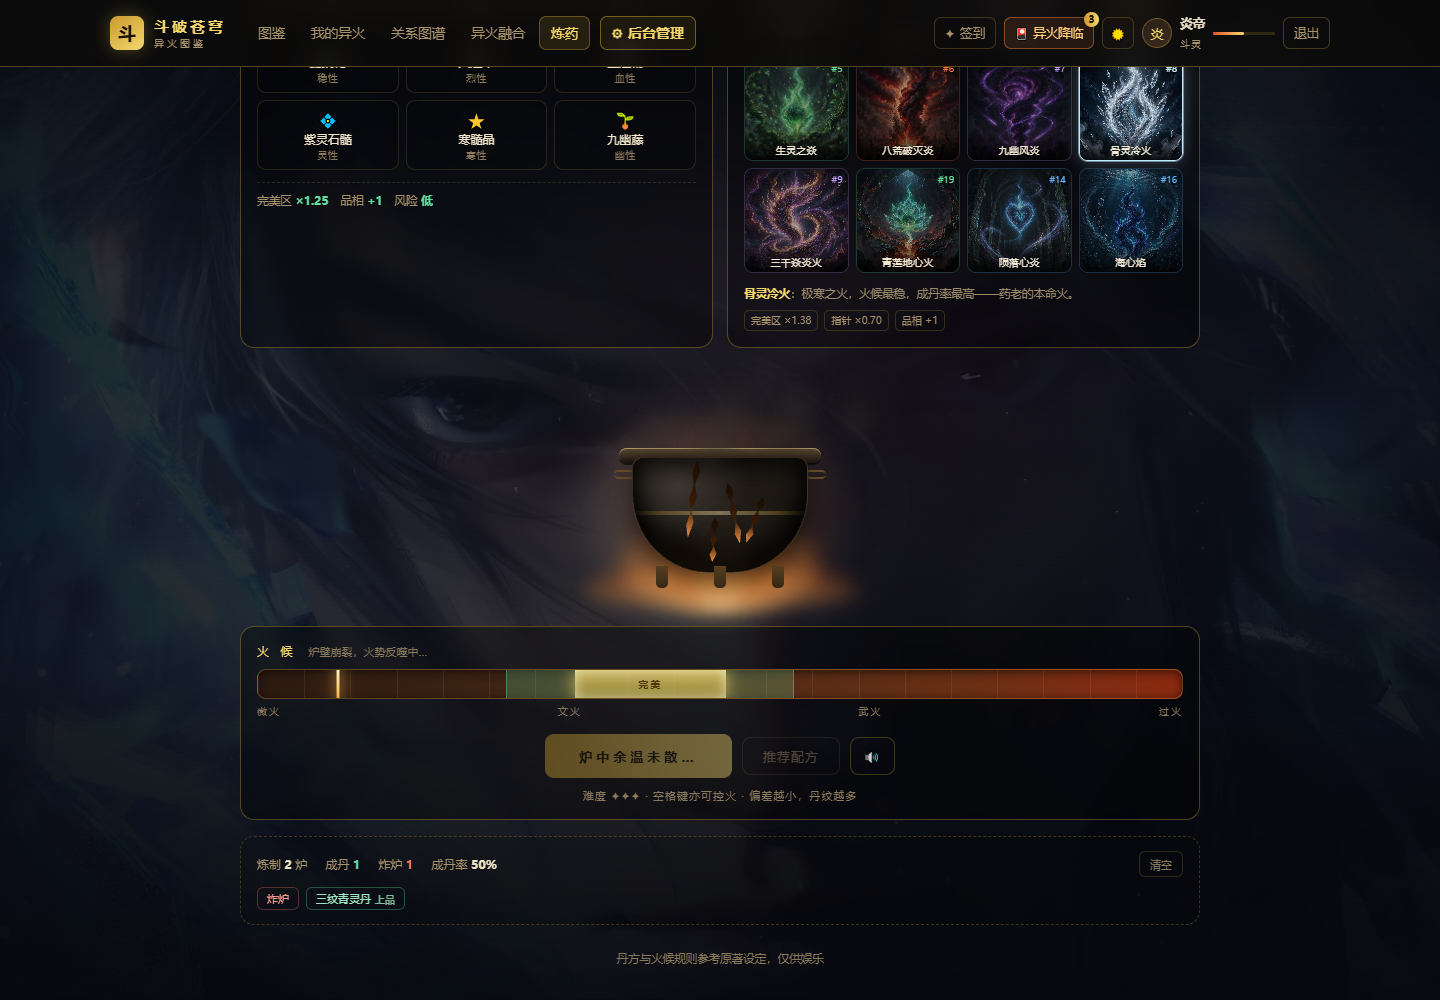 斗 斗破苍穹 图鉴 我的异火 关系图谱 异火融合 炼药 ⚙ 后台管理 ✦ 签到 异火降临 3 炎 炎帝 退出
异火图鉴 斗灵
稳性 烈性 血性
#5 #6 #7 #8
紫灵石髓 寒髓晶 九幽藤
灵性 毫性 幽性
生灵之焱 八荒破灭炎 九幽风炎 骨灵冷火
#9 #19 #14 #16
完美区 ×1.25 品相 +1 风险 低
三千焱炎火 青莲地心火 陨落心炎 海心焰
骨灵冷火：极寒之火，火候最稳，成丹率最高——药老的本命火。
完美区 ×1.38 指针 ×0.70 品相 +1
火 候 炉壁崩裂，火势反噬中…
完美
微火 文火 武火 过火
炉中余温未散… 推荐配方
难度 ✦✦✦ · 空格键亦可控火 · 偏差越小，丹纹越多
炼制 2 炉 成丹 1 炸炉 1 成丹率 50% 清空
炸炉 三纹青灵丹 上品
丹方与火候规则参考原著设定，仅供娱乐